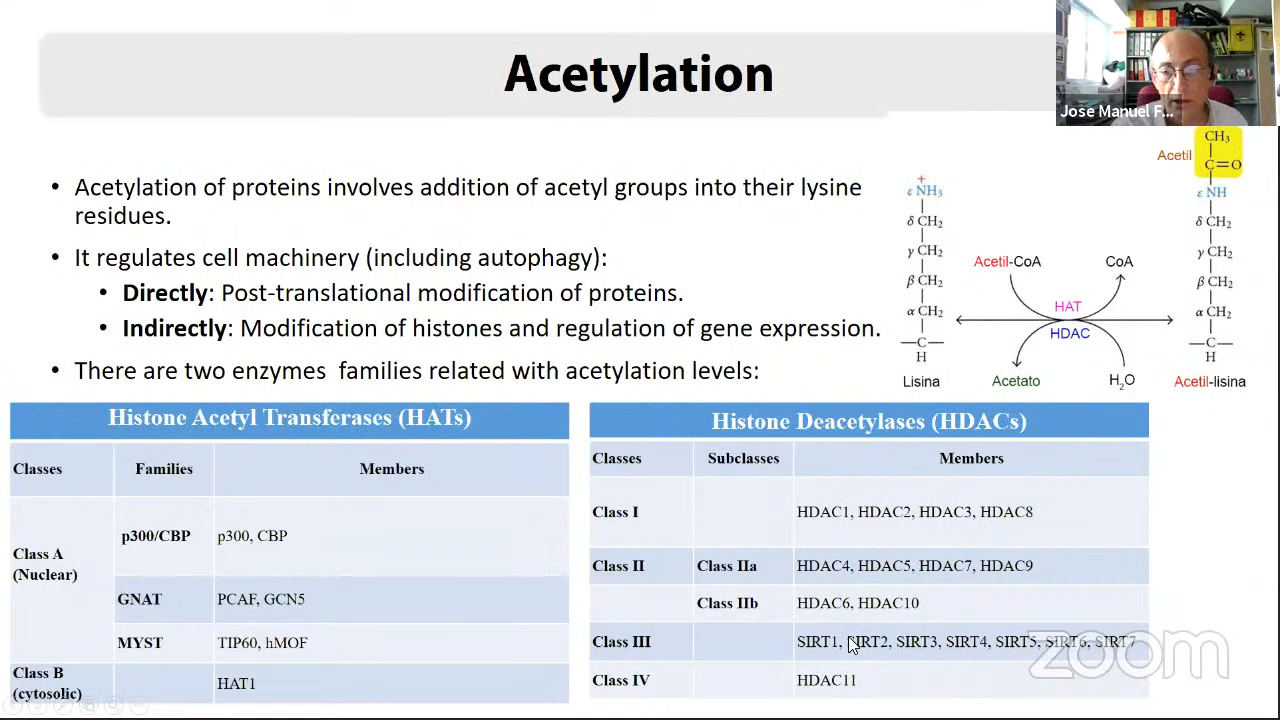 Acetylation
Jose Manuel F...
• Acetylation of proteins involves addition of acetyl groups into their lysine
residues.
• It regulates cell machinery (including autophagy):
• Directly: Post-translational modification of proteins.
• Indirectly: Modification of histones and regulation of gene expression.
• There are two enzymes families related with acetylation levels:
Acetil
CH3
C=O
+
ε NH3
δ CH2
γ CH2
β CH2
α CH2
—C—
H
Lisina
Acetil-CoA
CoA
HAT
HDAC
Acetato
H2O
ε NH
δ CH2
γ CH2
β CH2
α CH2
—C—
H
Acetil-lisina
Histone Acetyl Transferases (HATs)
Classes Families Members
Class A
(Nuclear)
p300/CBP p300, CBP
GNAT PCAF, GCN5
MYST TIP60, hMOF
Class B
(cytosolic)
HAT1
Histone Deacetylases (HDACs)
Classes Subclasses Members
Class I HDAC1, HDAC2, HDAC3, HDAC8
Class II Class IIa HDAC4, HDAC5, HDAC7, HDAC9
Class IIb HDAC6, HDAC10
Class III SIRT1, SIRT2, SIRT3, SIRT4, SIRT5, SIRT6, SIRT7
Class IV HDAC11
zoom